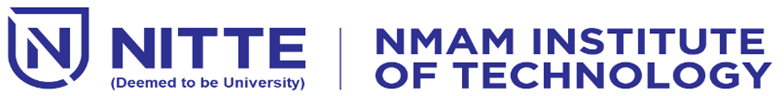 N NITTE
(Deemed to be University)
NMAM INSTITUTE
OF TECHNOLOGY